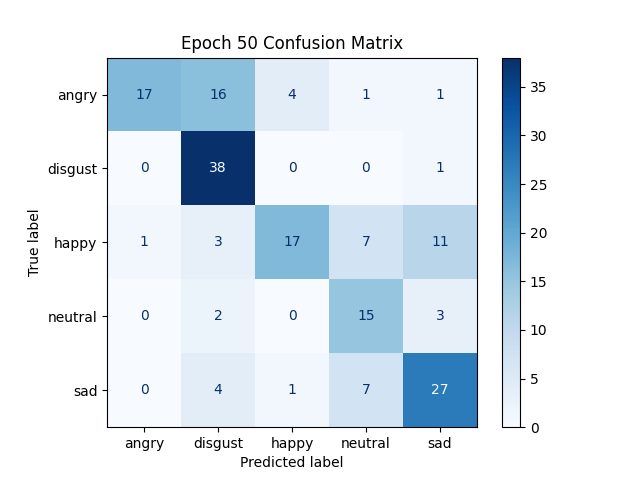 Epoch 50 Confusion Matrix
angry 17 16 4 1 1
disgust 0 38 0 0 1
happy 1 3 17 7 11
neutral 0 2 0 15 3
sad 0 4 1 7 27
angry disgust happy neutral sad
Predicted label
True label
35
30
25
20
15
10
5
0